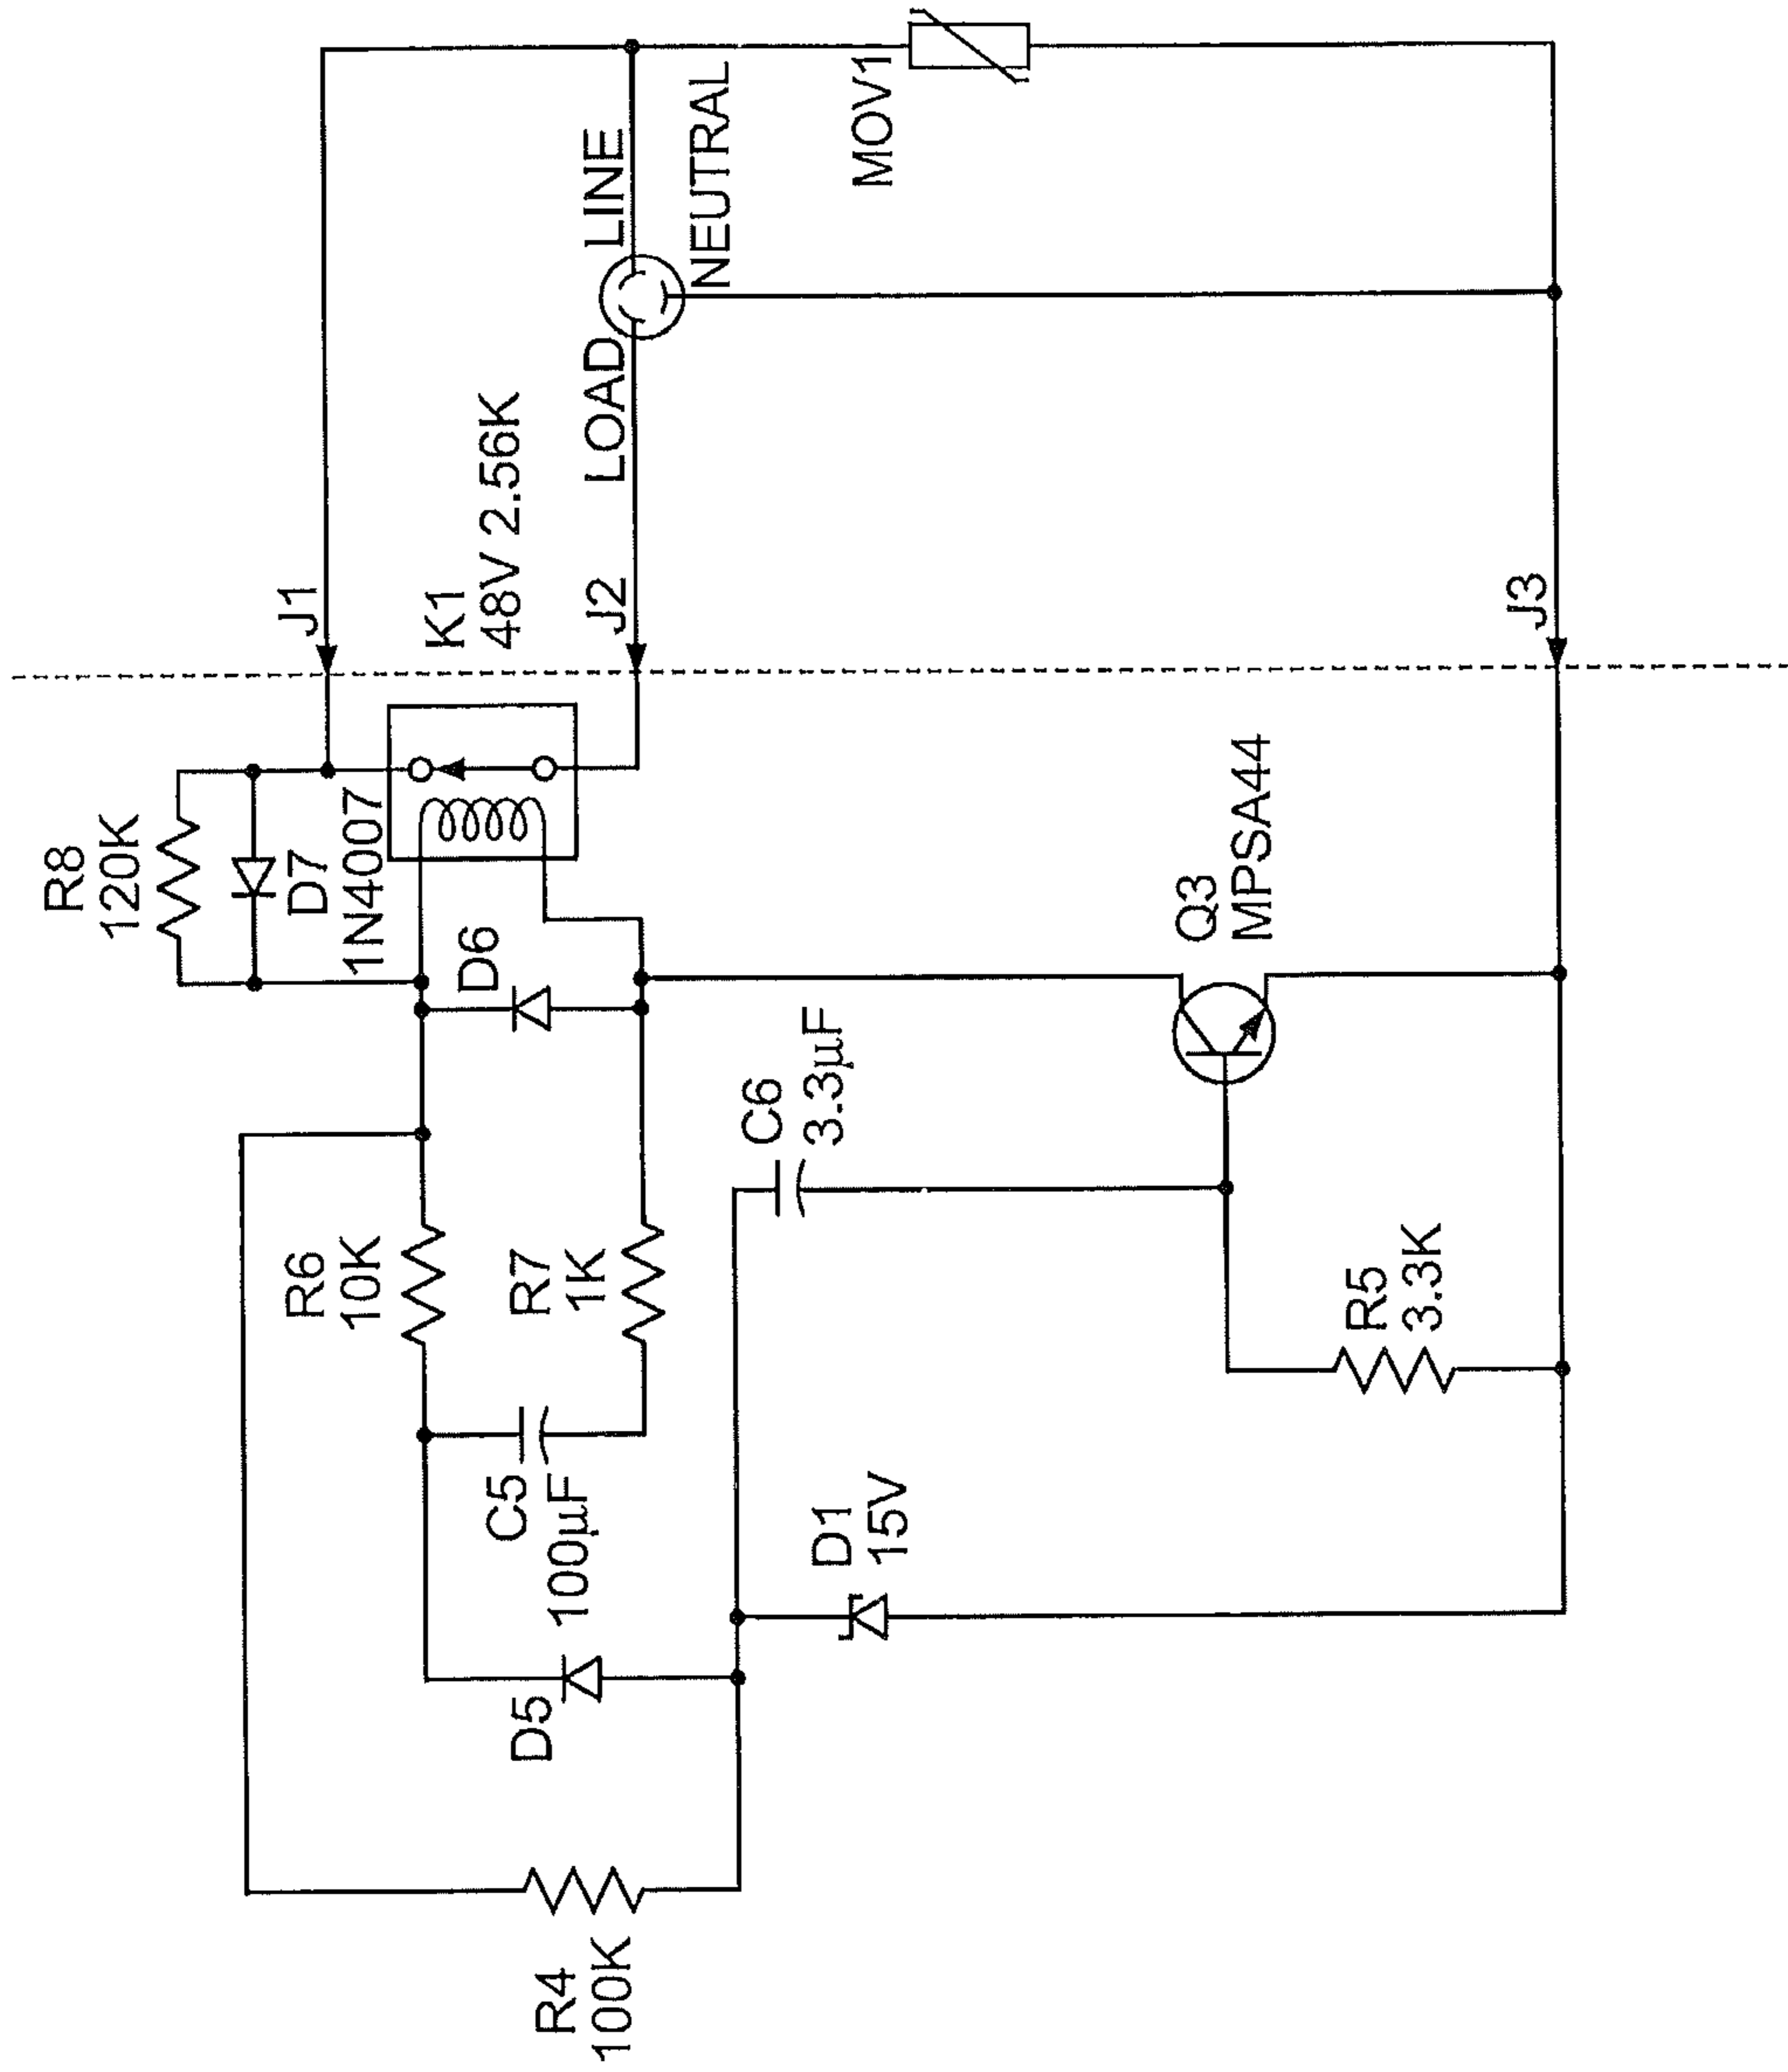 R8
120K
D7
1N4007
J1
K1
48V 2.56K
J2
LOAD
LINE
NEUTRAL
MOV1
D6
R6
10K
R7
1K
C5
100μF
D5
R4
100K
D1
15V
C6
3.3μF
R5
3.3K
Q3
MPSA44
J3